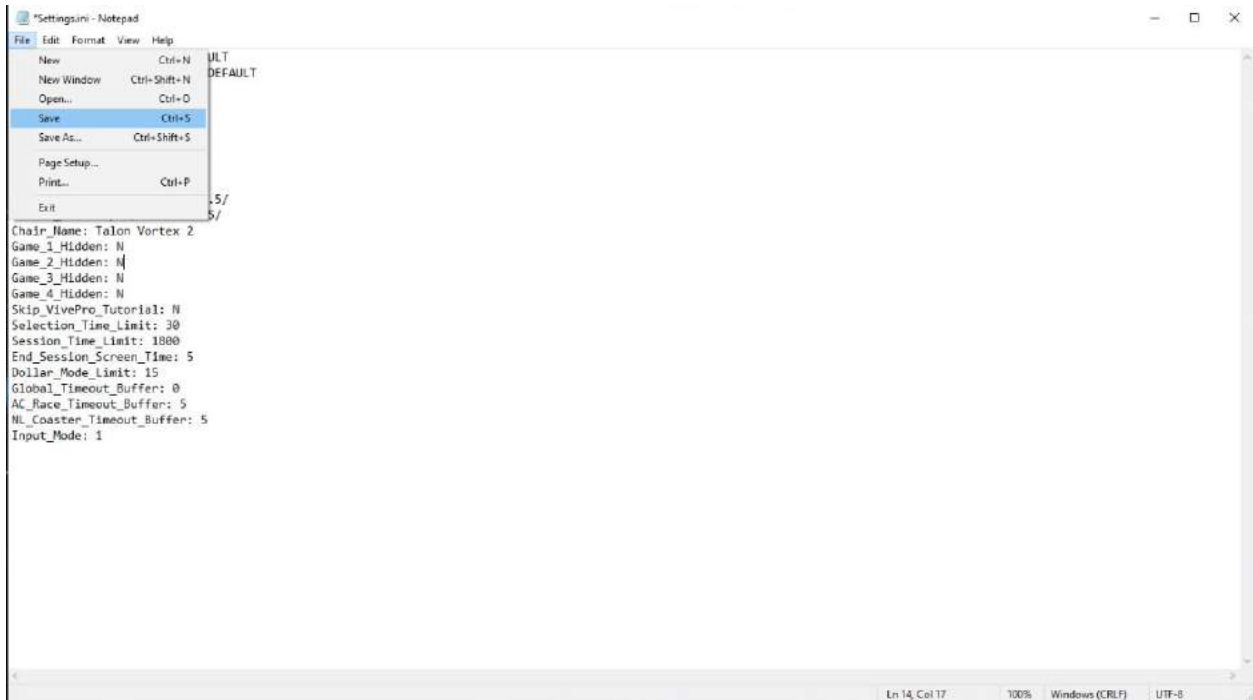 *Settings.ini - Notepad
File Edit Format View Help
New Ctrl+N
New Window Ctrl+Shift+N
Open... Ctrl+O
Save Ctrl+S
Save As... Ctrl+Shift+S
Page Setup...
Print... Ctrl+P
Exit
ULT
DEFAULT
.5/
5/
Chair_Name: Talon Vortex 2
Game_1_Hidden: N
Game_2_Hidden: N
Game_3_Hidden: N
Game_4_Hidden: N
Skip_VivePro_Tutorial: N
Selection_Time_Limit: 30
Session_Time_Limit: 1800
End_Session_Screen_Time: 5
Dollar_Mode_Limit: 15
Global_Timeout_Buffer: 0
AC_Race_Timeout_Buffer: 5
NL_Coaster_Timeout_Buffer: 5
Input_Mode: 1
Ln 14, Col 17 100% Windows (CRLF) UTF-8